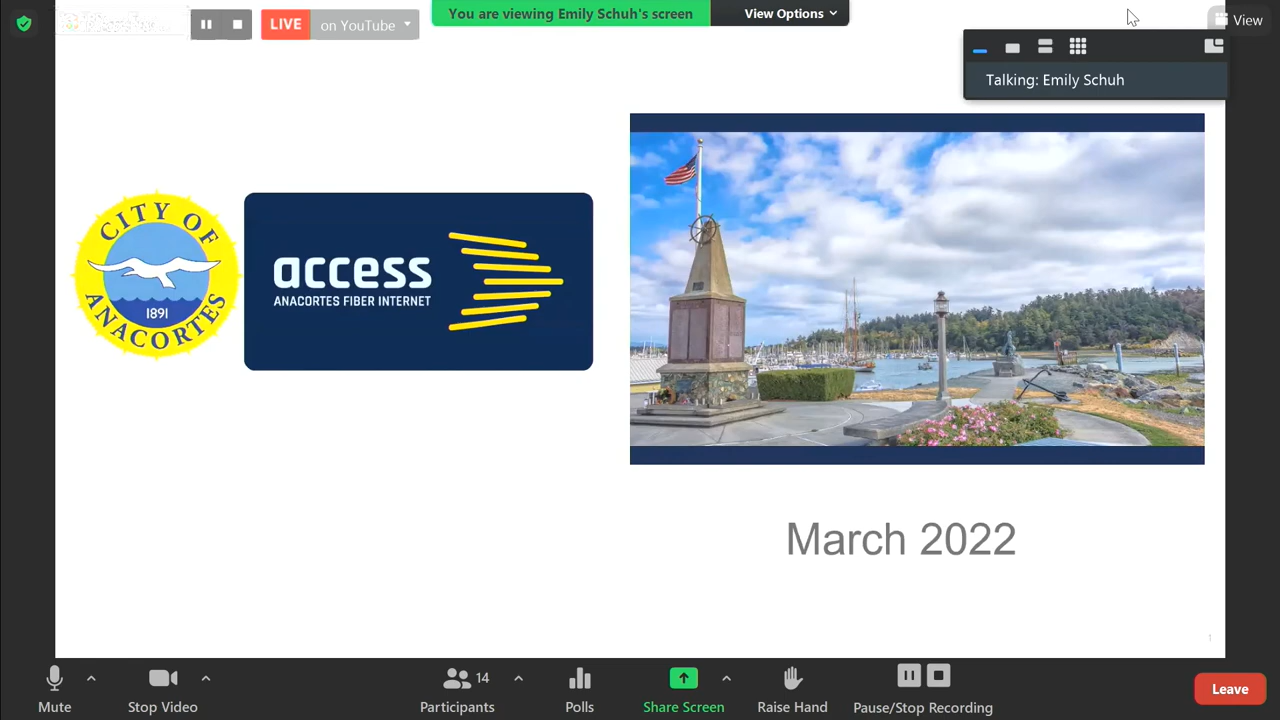 LIVE
on YouTube
You are viewing Emily Schuh's screen
View Options
View
Talking: Emily Schuh
CITY OF
ANACORTES
1891
access
ANACORTES FIBER INTERNET
March 2022
1
Mute
Stop Video
14
Participants
Polls
Share Screen
Raise Hand
Pause/Stop Recording
Leave